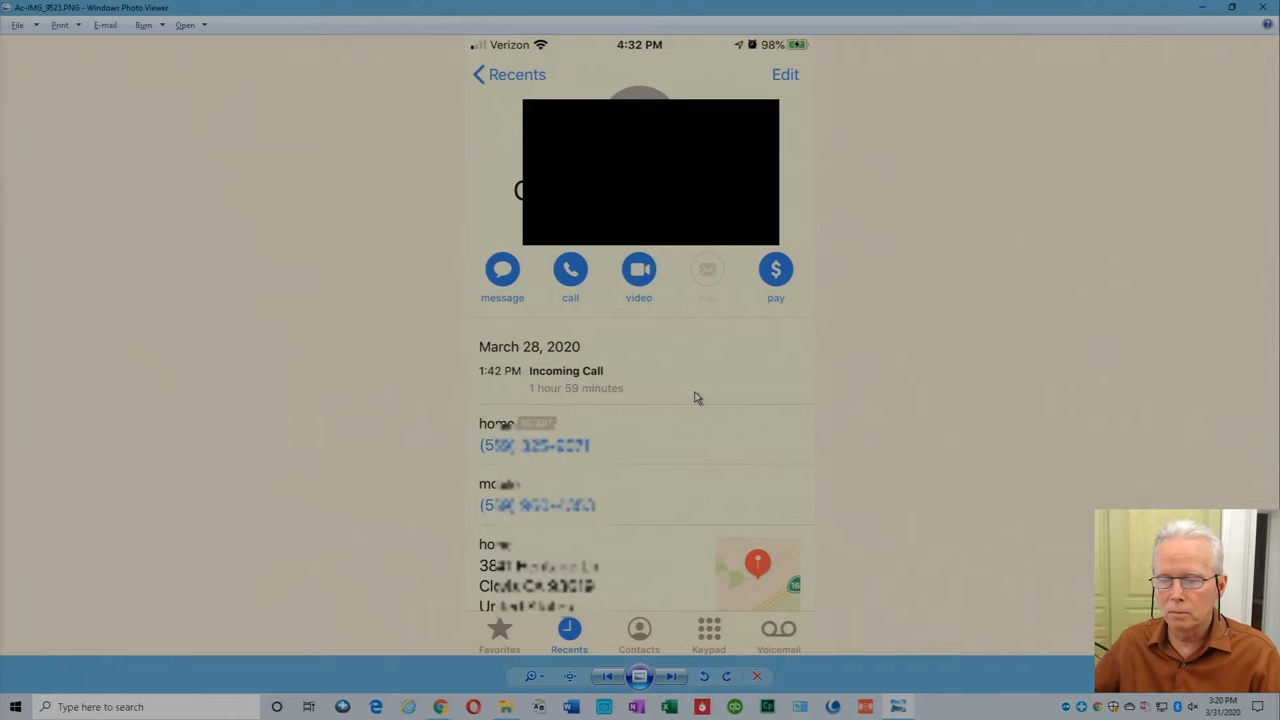 Ac-IMG_9523.PNG - Windows Photo Viewer
File Print E-mail Burn Open
Verizon 4:32 PM 98%
Recents Edit
message call video pay
March 28, 2020
1:42 PM Incoming Call
1 hour 59 minutes
home RECENT
Favorites Recents Contacts Keypad Voicemail
Type here to search
3:20 PM
3/31/2020